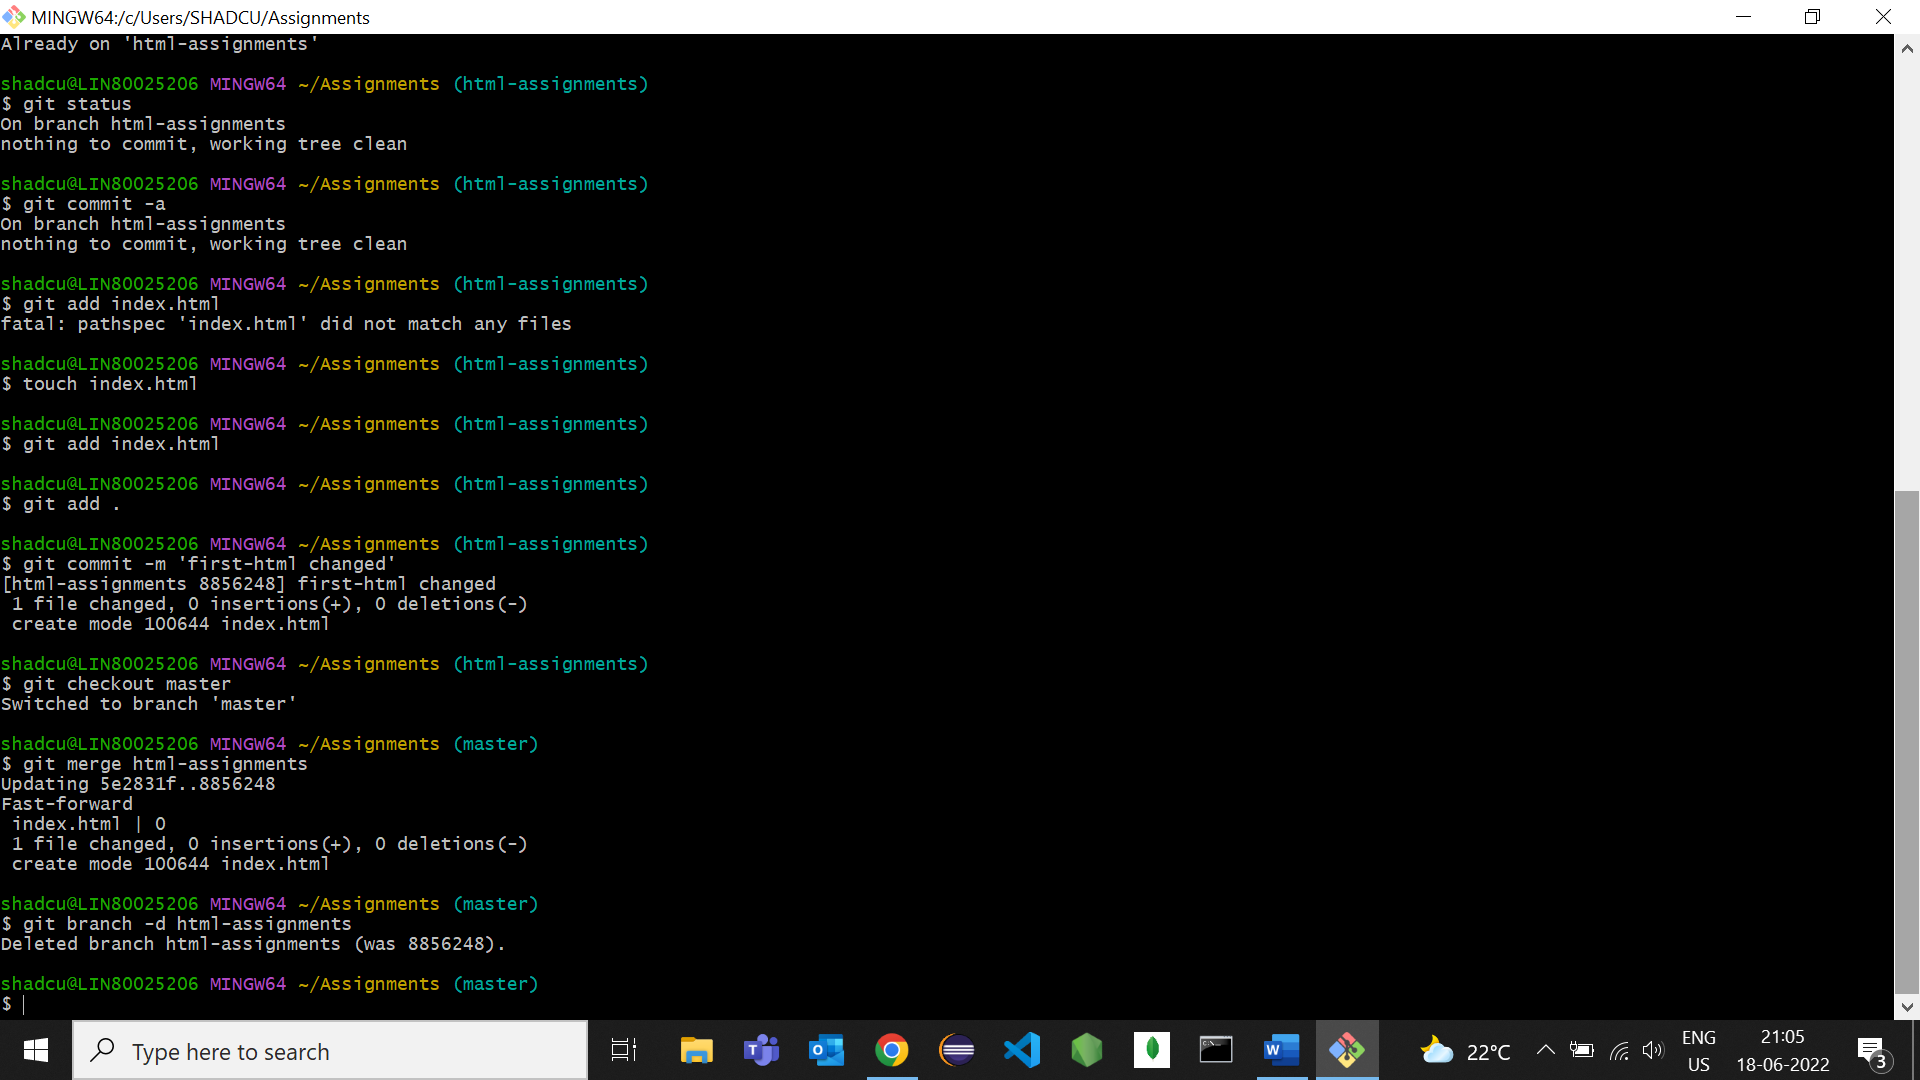 MINGW64:/c/Users/SHADCU/Assignments
Already on 'html-assignments'
shadcu@LIN80025206 MINGW64 ~/Assignments (html-assignments)
$ git status
On branch html-assignments
nothing to commit, working tree clean
shadcu@LIN80025206 MINGW64 ~/Assignments (html-assignments)
$ git commit -a
On branch html-assignments
nothing to commit, working tree clean
shadcu@LIN80025206 MINGW64 ~/Assignments (html-assignments)
$ git add index.html
fatal: pathspec 'index.html' did not match any files
shadcu@LIN80025206 MINGW64 ~/Assignments (html-assignments)
$ touch index.html
shadcu@LIN80025206 MINGW64 ~/Assignments (html-assignments)
$ git add index.html
shadcu@LIN80025206 MINGW64 ~/Assignments (html-assignments)
$ git add .
shadcu@LIN80025206 MINGW64 ~/Assignments (html-assignments)
$ git commit -m 'first-html changed'
[html-assignments 8856248] first-html changed
1 file changed, 0 insertions(+), 0 deletions(-)
create mode 100644 index.html
shadcu@LIN80025206 MINGW64 ~/Assignments (html-assignments)
$ git checkout master
Switched to branch 'master'
shadcu@LIN80025206 MINGW64 ~/Assignments (master)
$ git merge html-assignments
Updating 5e2831f..8856248
Fast-forward
index.html | 0
1 file changed, 0 insertions(+), 0 deletions(-)
create mode 100644 index.html
shadcu@LIN80025206 MINGW64 ~/Assignments (master)
$ git branch -d html-assignments
Deleted branch html-assignments (was 8856248).
shadcu@LIN80025206 MINGW64 ~/Assignments (master)
$
Type here to search
22°C
ENG
US
21:05
18-06-2022
3